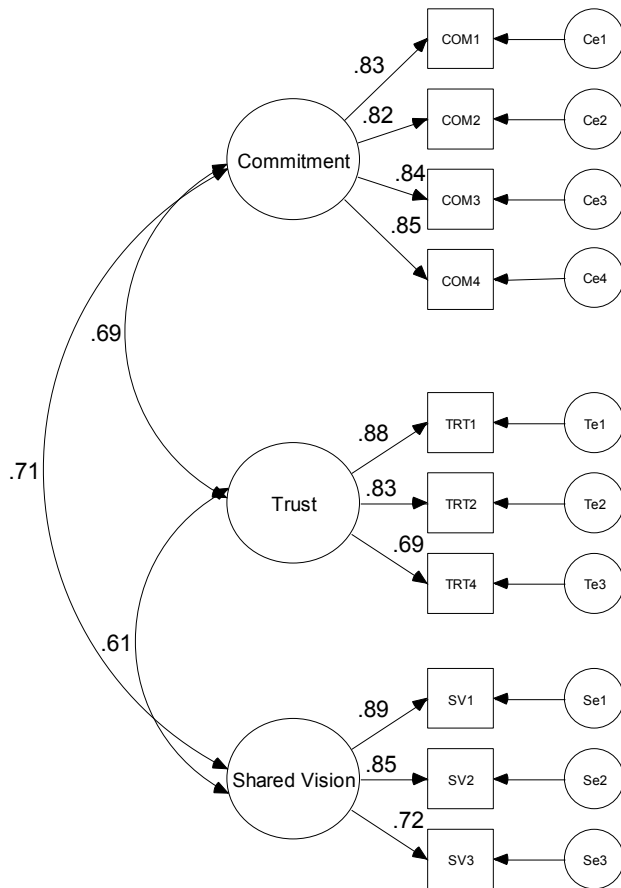 COM1
Ce1
.83
COM2
Ce2
.82
Commitment
.84
COM3
Ce3
.85
COM4
Ce4
.69
.71
TRT1
Te1
.88
Trust
.83
TRT2
Te2
.69
TRT4
Te3
.61
SV1
Se1
.89
Shared Vision
.85
SV2
Se2
.72
SV3
Se3